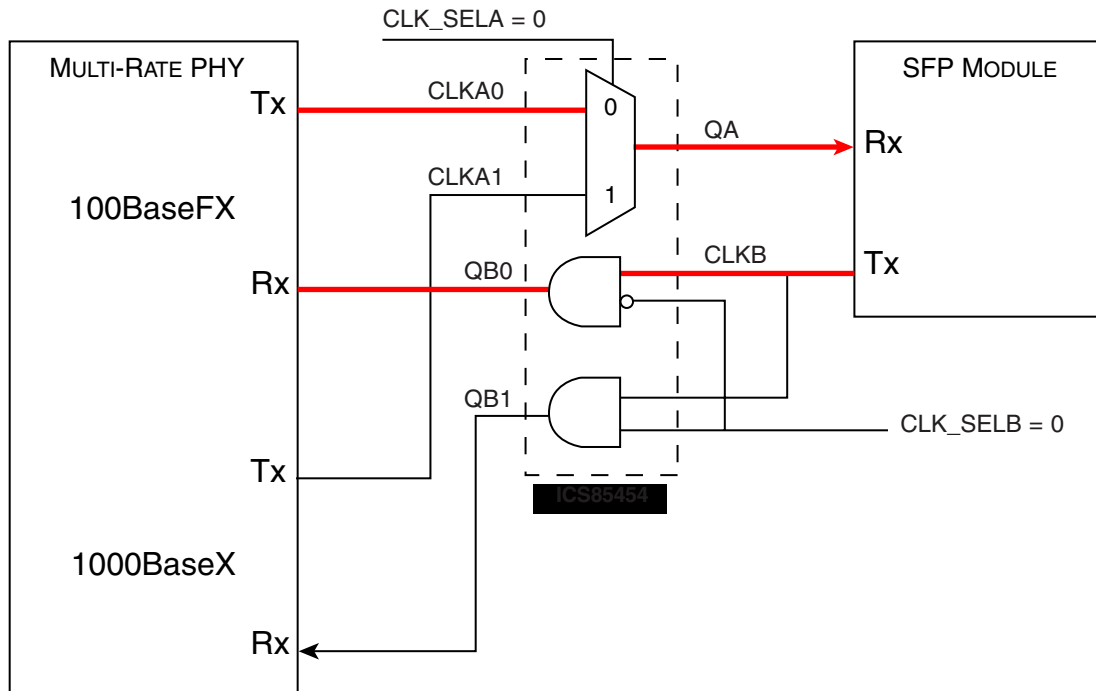 CLK_SELA = 0
MULTI-RATE PHY
SFP MODULE
Tx
CLKA0
0
QA
Rx
CLKA1
1
100BaseFX
Rx
QB0
CLKB
Tx
QB1
CLK_SELB = 0
Tx
ICS85454
1000BaseX
Rx